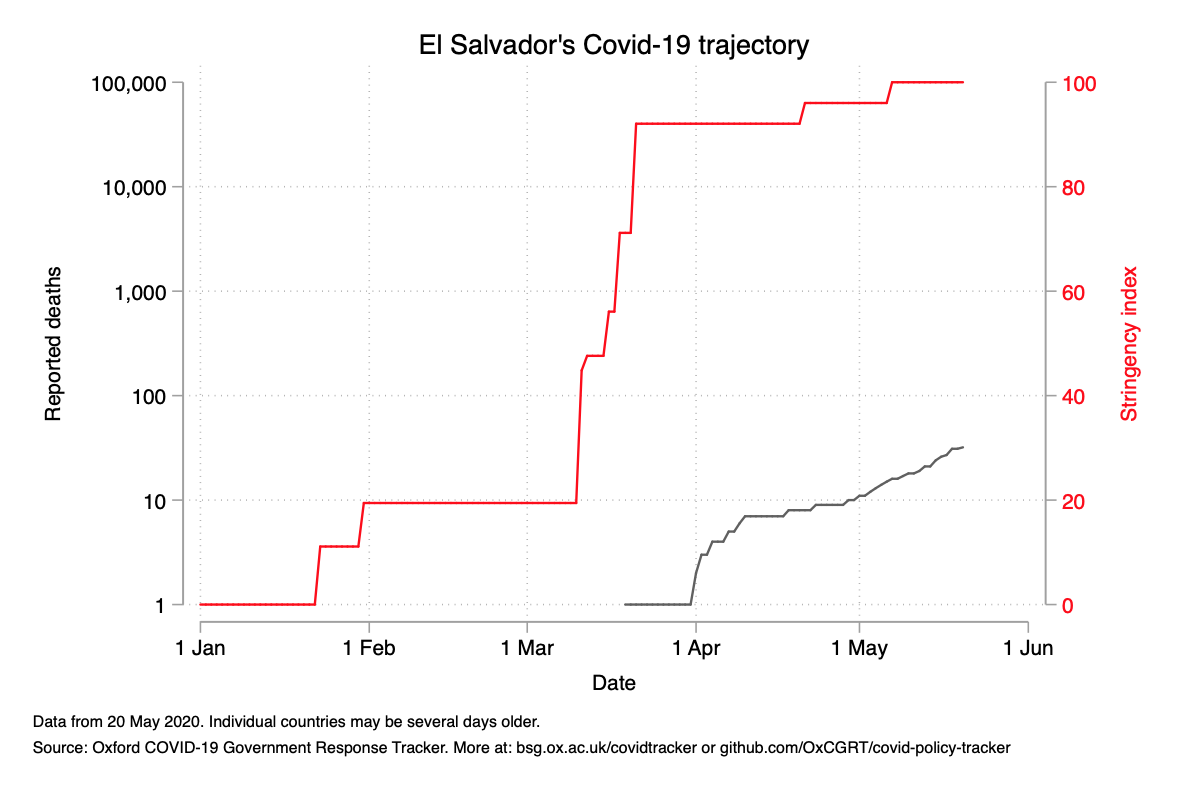 El Salvador's Covid-19 trajectory
100,000
10,000
1,000
100
10
1
Reported deaths
100
80
60
40
20
0
Stringency index
1 Jan 1 Feb 1 Mar 1 Apr 1 May 1 Jun
Date
Data from 20 May 2020. Individual countries may be several days older.
Source: Oxford COVID-19 Government Response Tracker. More at: bsg.ox.ac.uk/covidtracker or github.com/OxCGRT/covid-policy-tracker